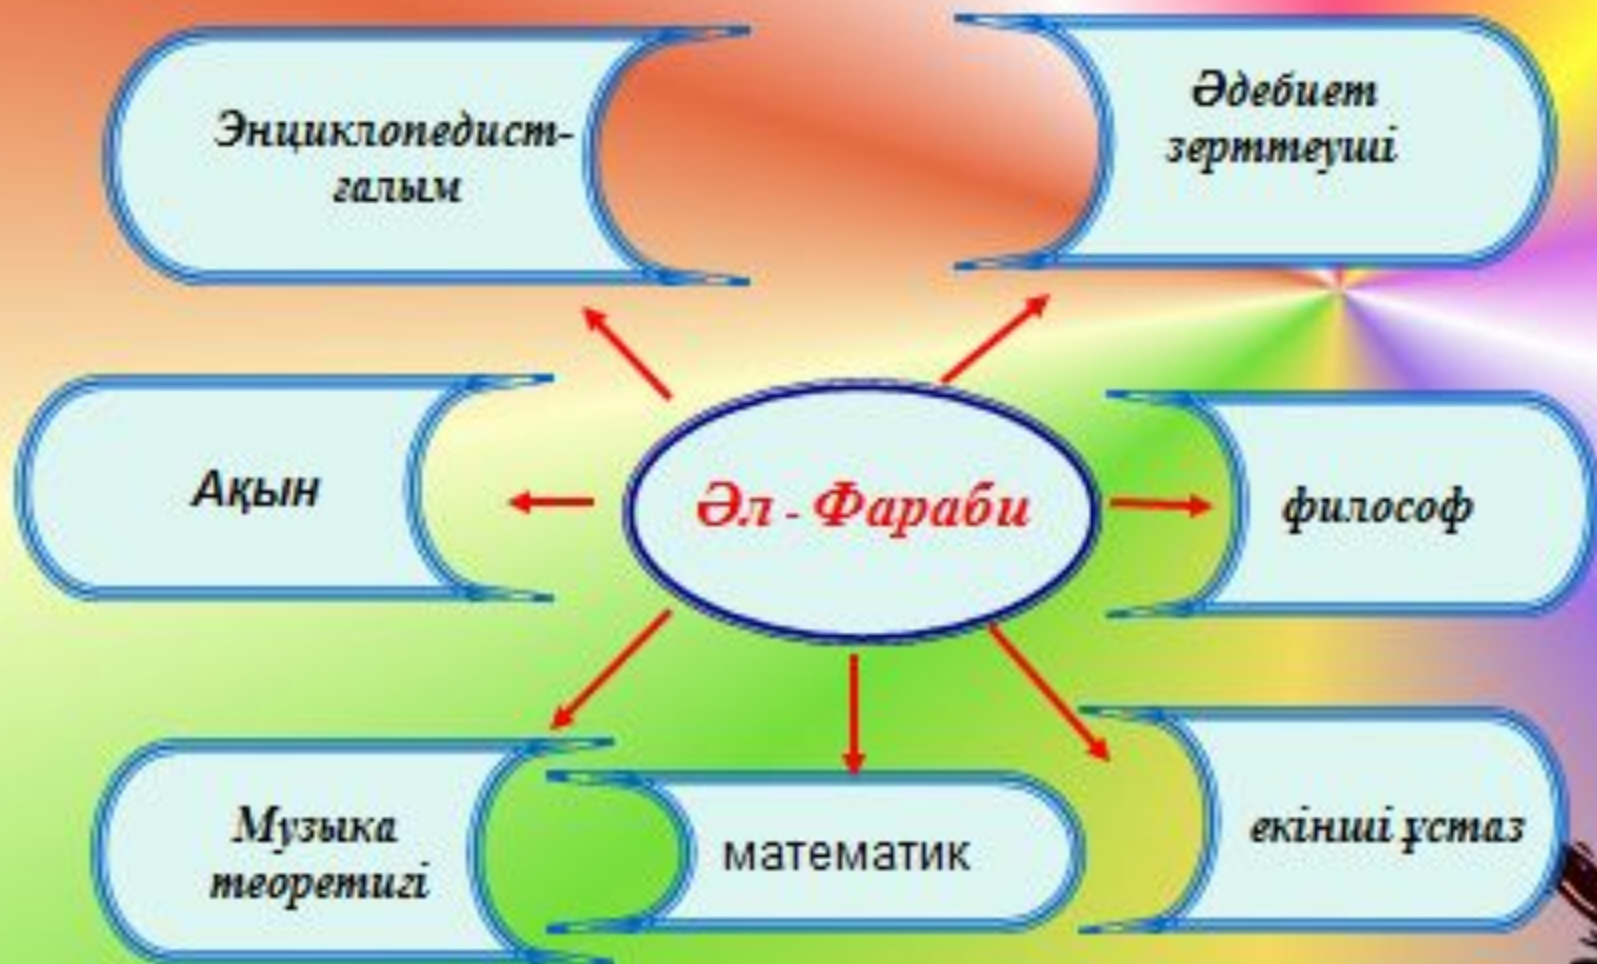 Энциклопедист-
ғалым
Әдебиет
зерттеуші
Ақын
Әл - Фараби
философ
Музыка
теоретигі
математик
екінші ұстаз